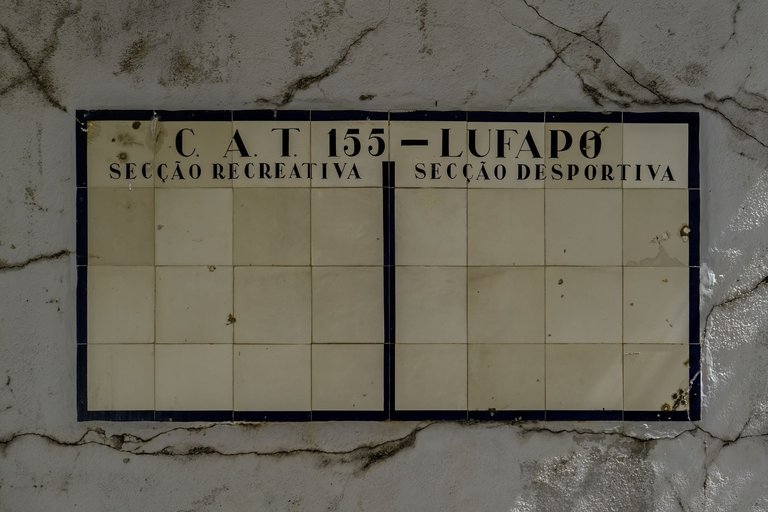 C. A. T. 155 – LUFAPO
SECÇÃO RECREATIVA SECÇÃO DESPORTIVA